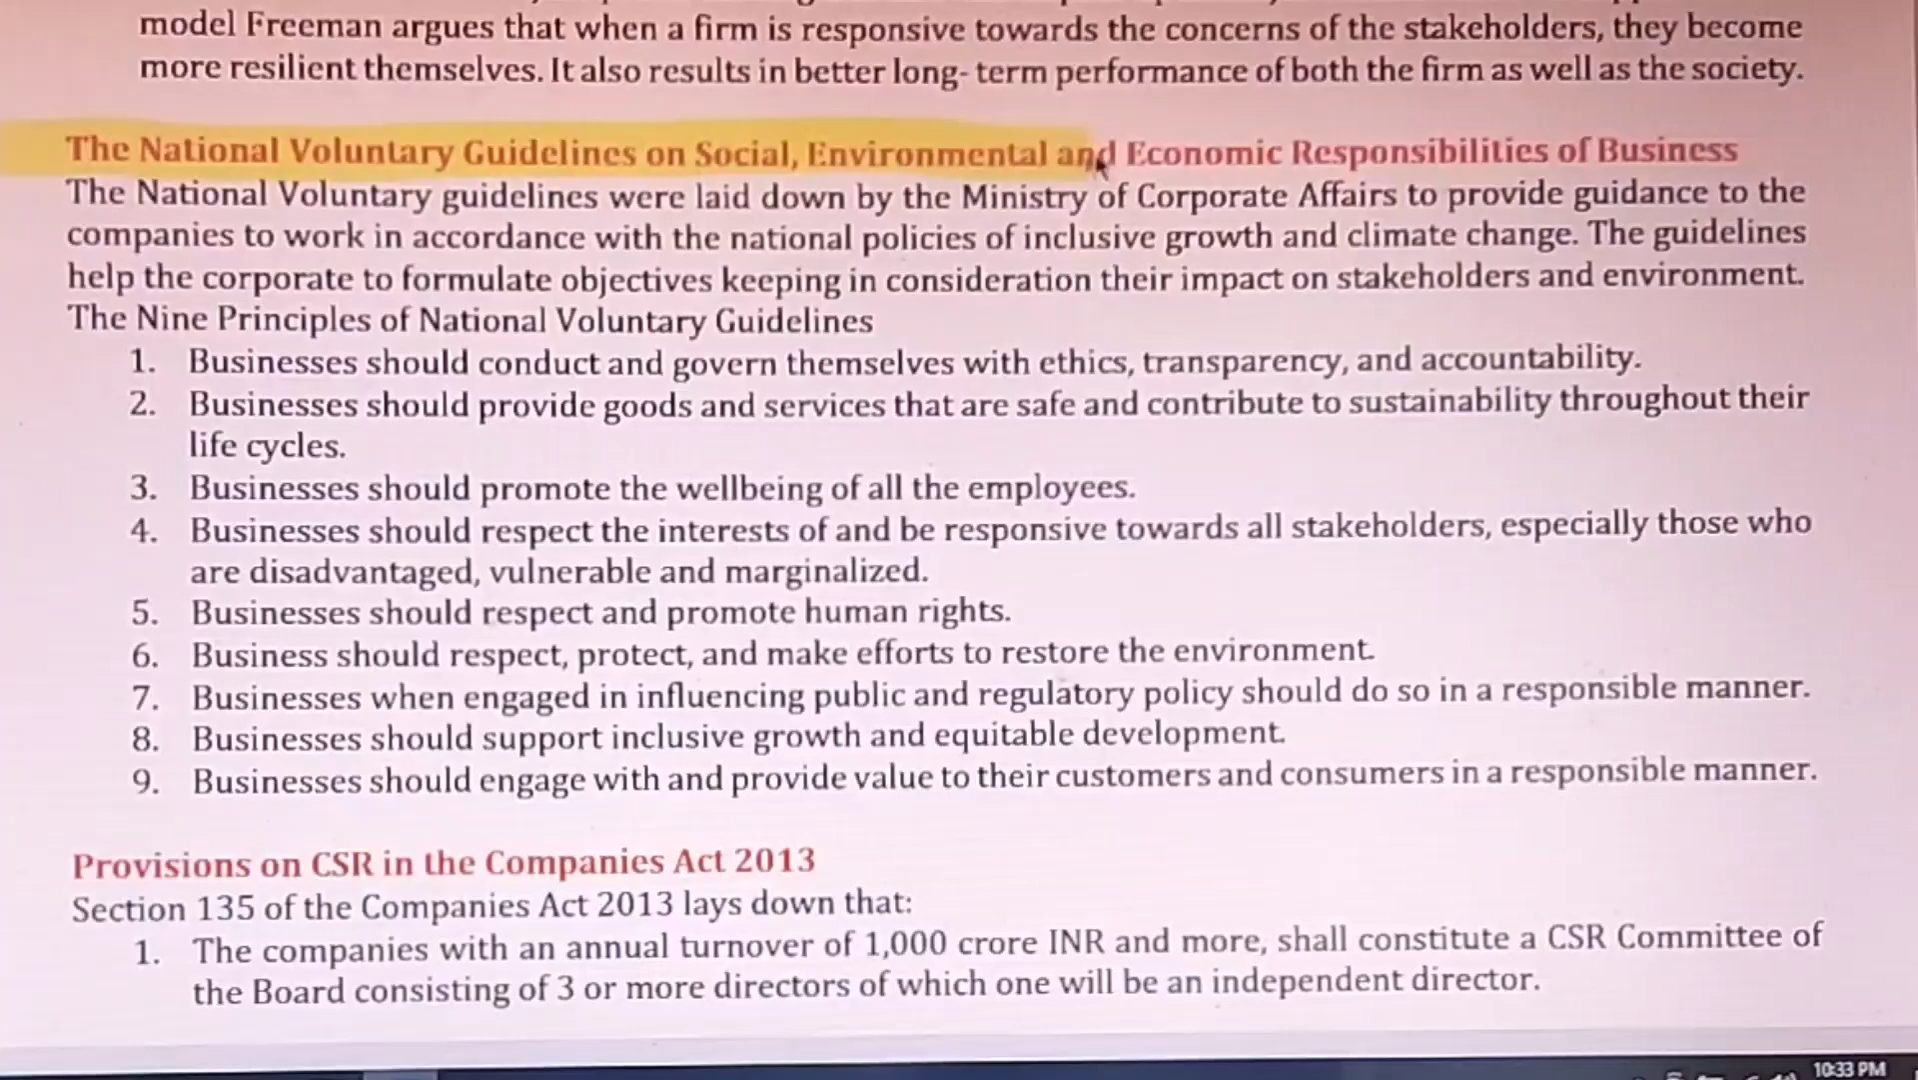 model Freeman argues that when a firm is responsive towards the concerns of the stakeholders, they become
more resilient themselves. It also results in better long- term performance of both the firm as well as the society.
The National Voluntary Guidelines on Social, Environmental and Economic Responsibilities of Business
The National Voluntary guidelines were laid down by the Ministry of Corporate Affairs to provide guidance to the
companies to work in accordance with the national policies of inclusive growth and climate change. The guidelines
help the corporate to formulate objectives keeping in consideration their impact on stakeholders and environment.
The Nine Principles of National Voluntary Guidelines
1. Businesses should conduct and govern themselves with ethics, transparency, and accountability.
2. Businesses should provide goods and services that are safe and contribute to sustainability throughout their
life cycles.
3. Businesses should promote the wellbeing of all the employees.
4. Businesses should respect the interests of and be responsive towards all stakeholders, especially those who
are disadvantaged, vulnerable and marginalized.
5. Businesses should respect and promote human rights.
6. Business should respect, protect, and make efforts to restore the environment.
7. Businesses when engaged in influencing public and regulatory policy should do so in a responsible manner.
8. Businesses should support inclusive growth and equitable development.
9. Businesses should engage with and provide value to their customers and consumers in a responsible manner.
Provisions on CSR in the Companies Act 2013
Section 135 of the Companies Act 2013 lays down that:
1. The companies with an annual turnover of 1,000 crore INR and more, shall constitute a CSR Committee of
the Board consisting of 3 or more directors of which one will be an independent director.
10:33 PM